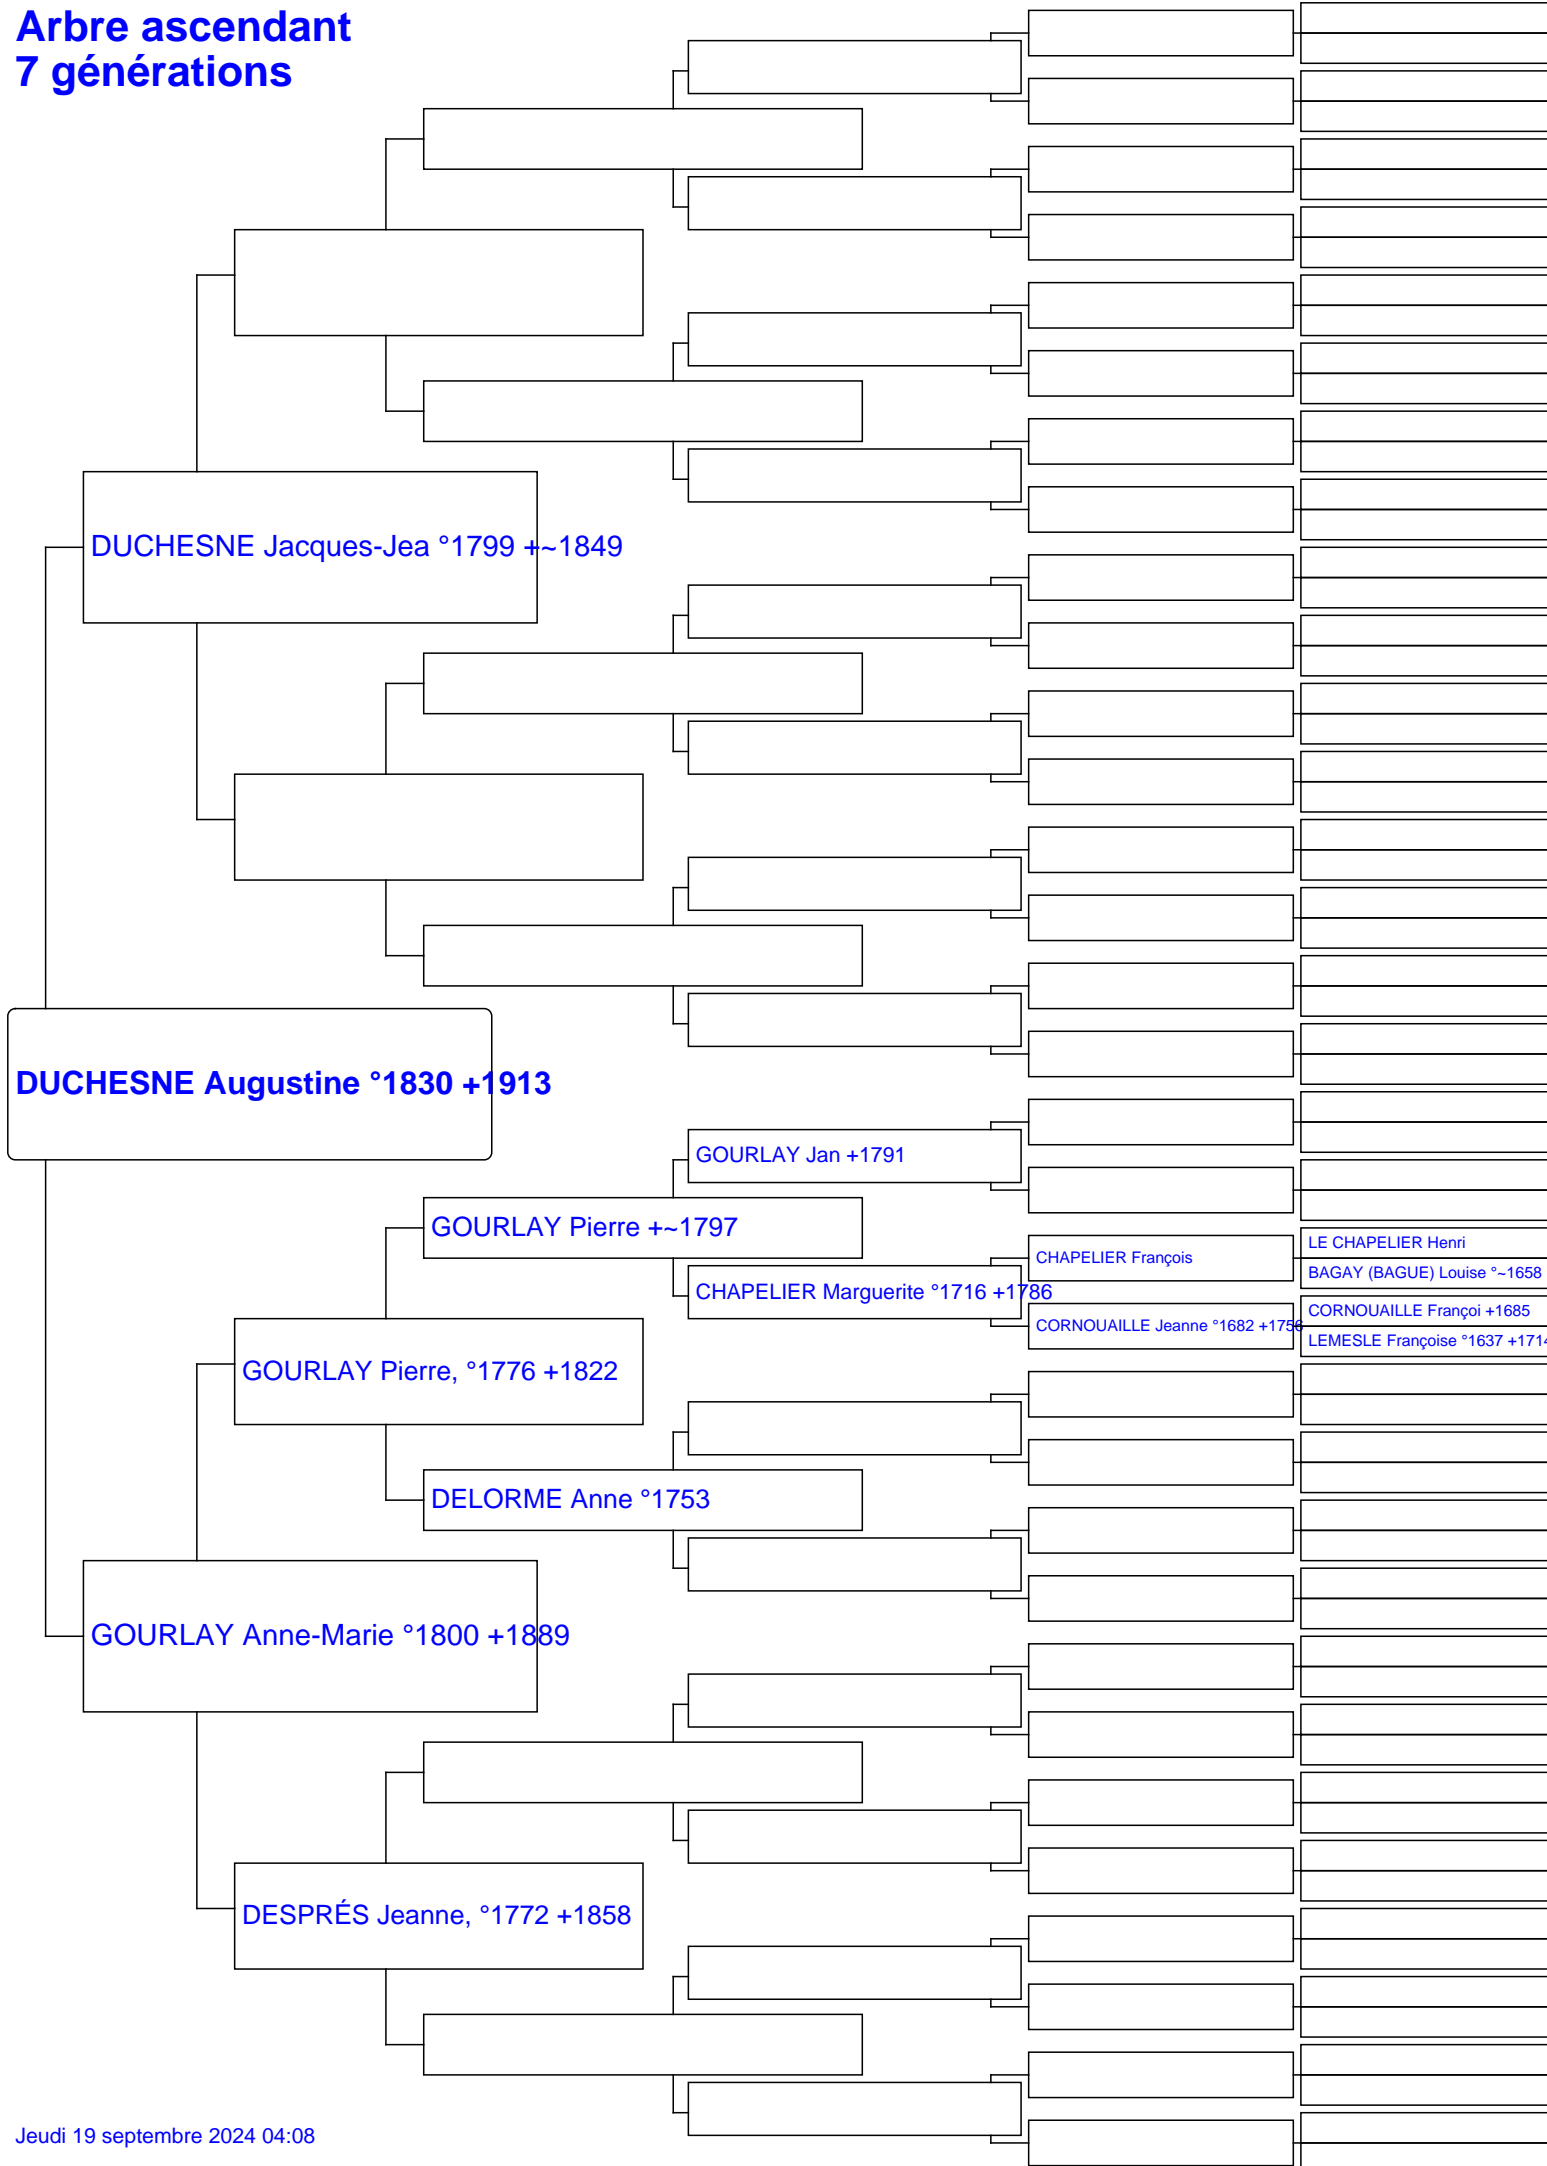 Arbre ascendant
7 générations
DUCHESNE Jacques-Jea °1799 +~1849
DUCHESNE Augustine °1830 +1913
GOURLAY Jan +1791
GOURLAY Pierre +~1797
CHAPELIER François
LE CHAPELIER Henri
BAGAY (BAGUE) Louise °~1658
CHAPELIER Marguerite °1716 +1786
CORNOUAILLE Jeanne °1682 +1756
CORNOUAILLE Françoi +1685
LEMESLE Françoise °1637 +1714
GOURLAY Pierre, °1776 +1822
DELORME Anne °1753
GOURLAY Anne-Marie °1800 +1889
DESPRÉS Jeanne, °1772 +1858
Jeudi 19 septembre 2024 04:08